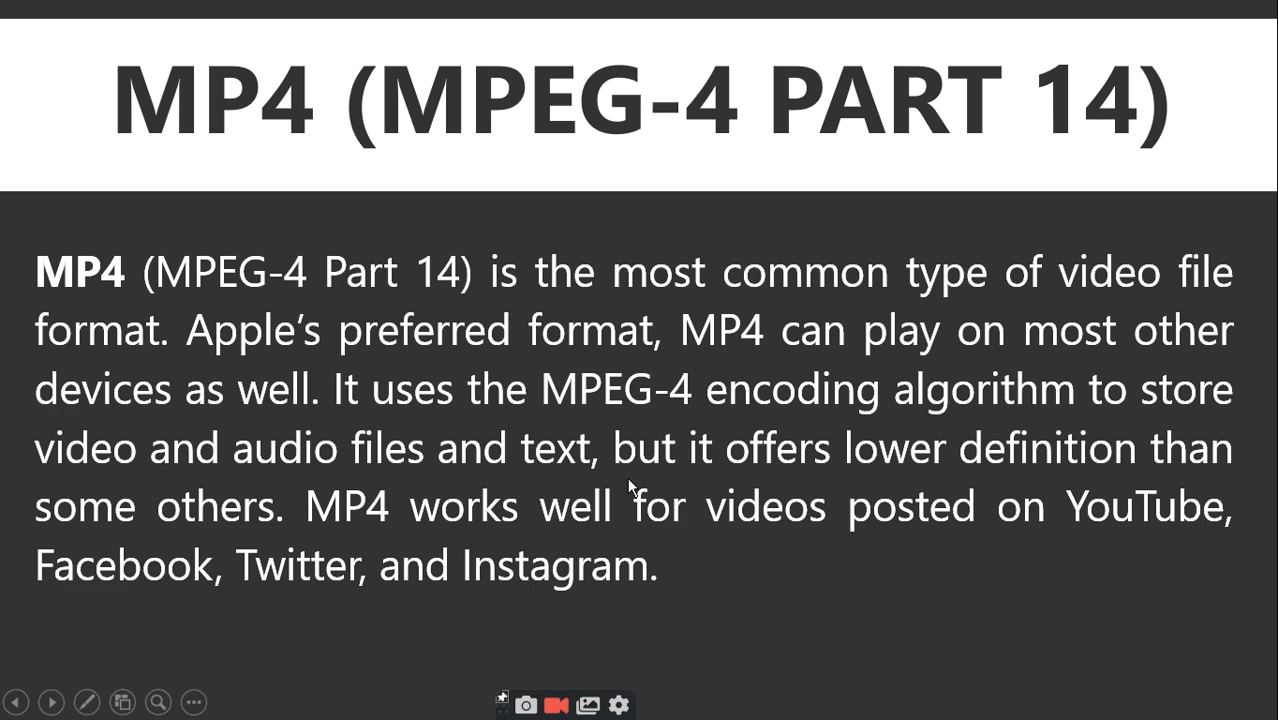 MP4 (MPEG-4 PART 14)
MP4 (MPEG-4 Part 14) is the most common type of video file
format. Apple’s preferred format, MP4 can play on most other
devices as well. It uses the MPEG-4 encoding algorithm to store
video and audio files and text, but it offers lower definition than
some others. MP4 works well for videos posted on YouTube,
Facebook, Twitter, and Instagram.